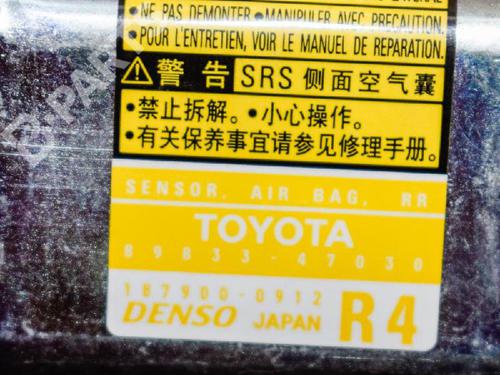 •NE PAS DEMONTER.•MANIPULER AVEC PRECAUTION.
•POUR L'ENTRETIEN, VOIR LE MANUEL DE REPARATION.
警告 SRS 侧面空气囊
•禁止拆解。•小心操作。
•有关保养事宜请参见修理手册。
SENSOR, AIR BAG, RR
TOYOTA
89833-47030
187900-0912
DENSO JAPAN R4